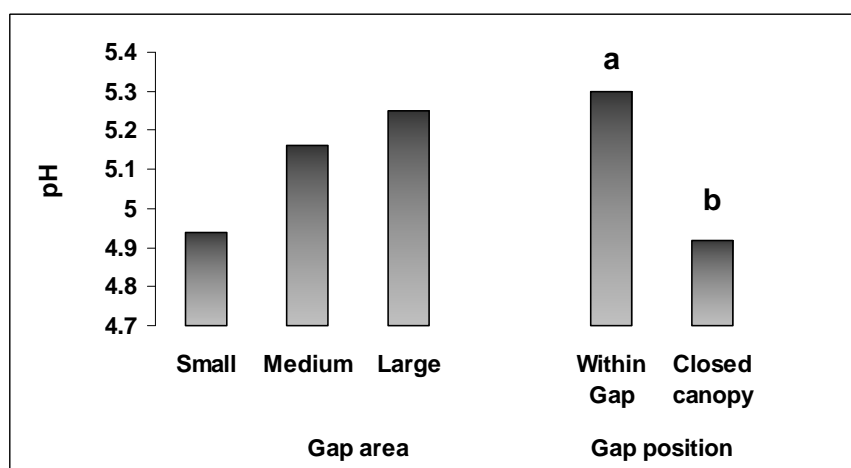 5.4
5.3
5.2
5.1
5
4.9
4.8
4.7
pH
a
b
Small Medium Large Within Closed
Gap canopy
Gap area Gap position